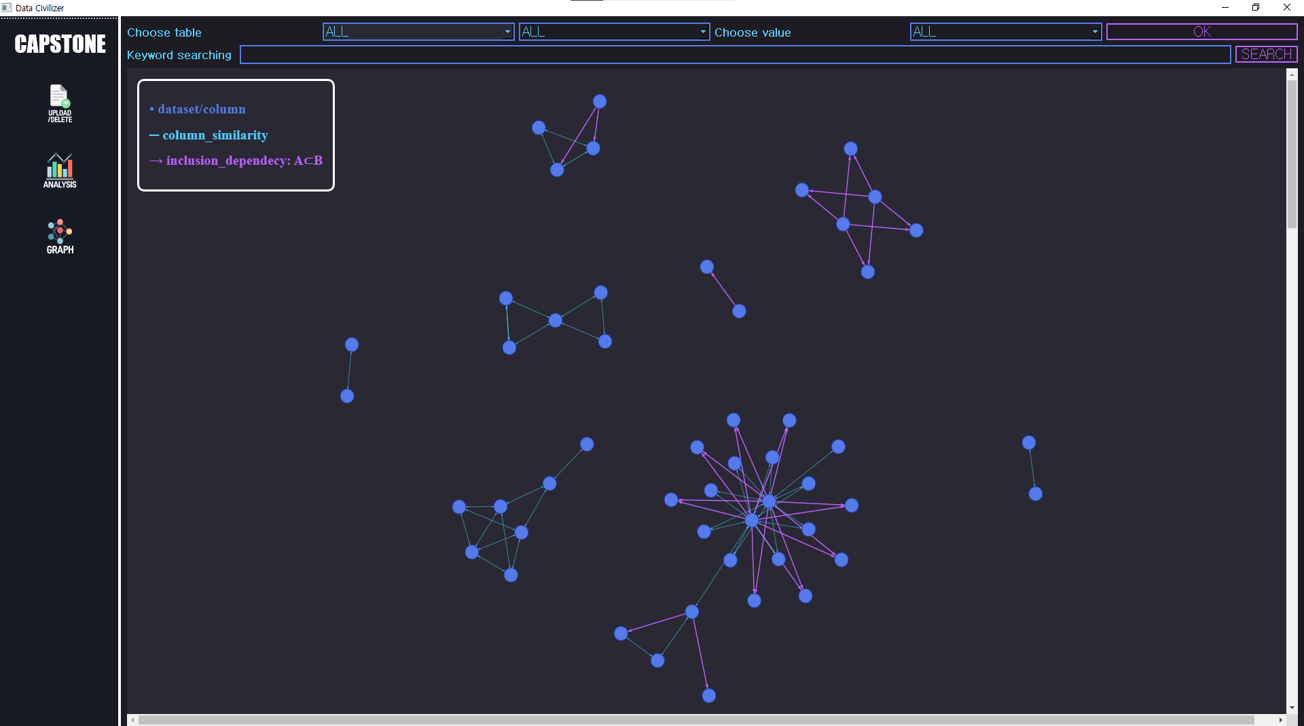 Data Civilizer
CAPSTONE
UPLOAD
/DELETE
ANALYSIS
GRAPH
Choose table
ALL
ALL
Choose value
ALL
OK
Keyword searching
SEARCH
• dataset/column
— column_similarity
→ inclusion_dependecy: A⊂B